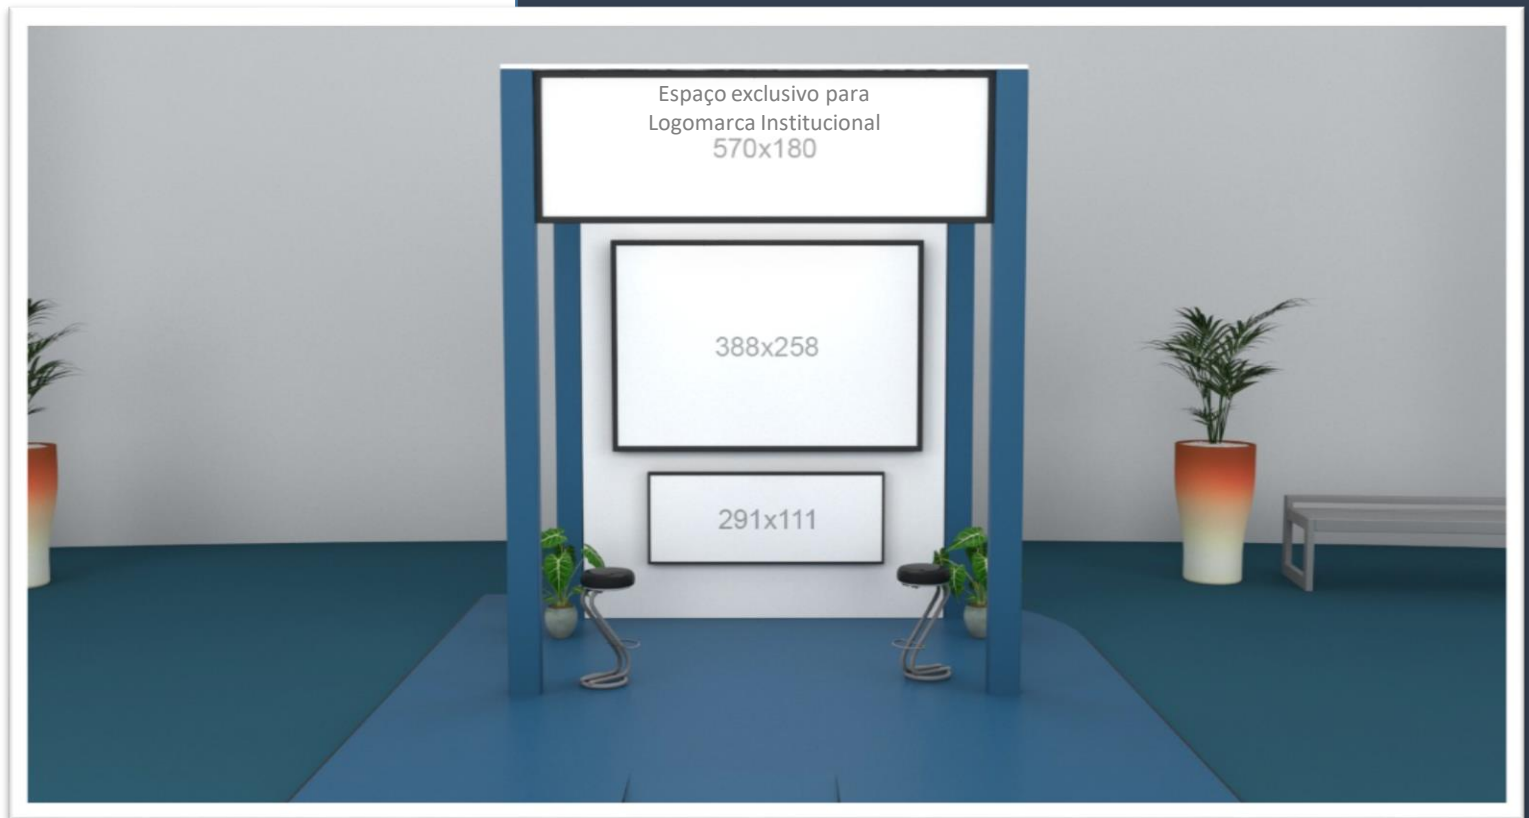 Espaço exclusivo para
Logomarca Institucional
570x180
388x258
291x111